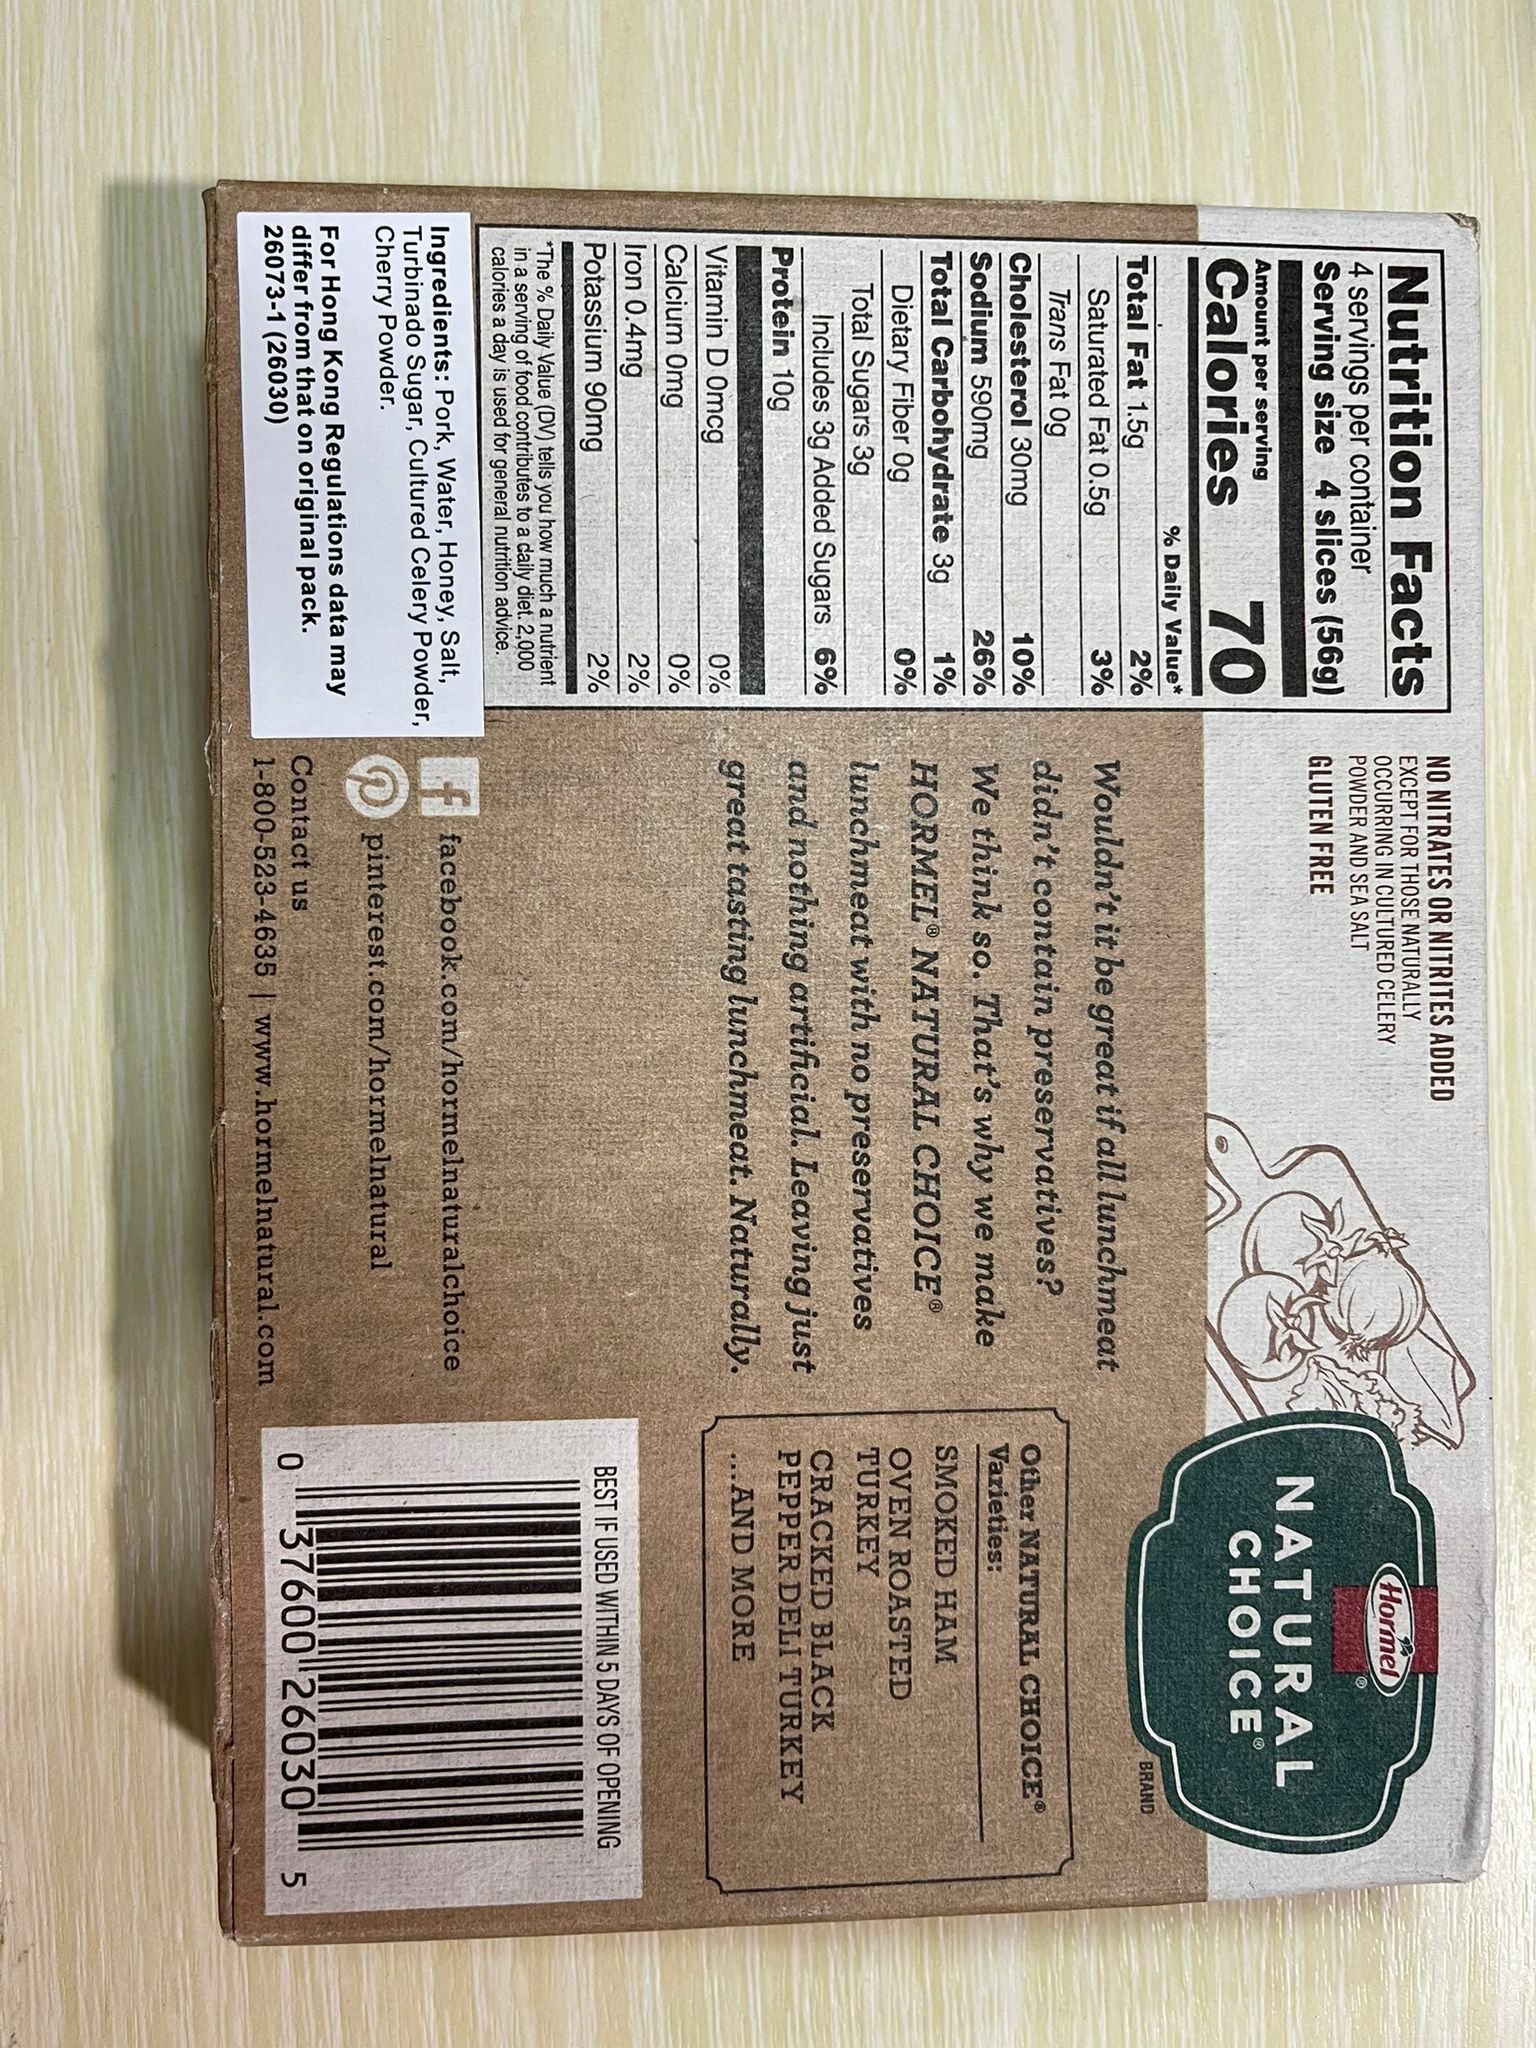 Nutrition Facts
4 servings per container
Serving size 4 slices (56g)
Amount per serving
Calories 70
% Daily Value*
Total Fat 1.5g 2%
Saturated Fat 0.5g 3%
Trans Fat 0g
Cholesterol 30mg 10%
Sodium 590mg 26%
Total Carbohydrate 3g 1%
Dietary Fiber 0g 0%
Total Sugars 3g
Includes 3g Added Sugars 6%
Protein 10g
Vitamin D 0mcg 0%
Calcium 0mg 0%
Iron 0.4mg 2%
Potassium 90mg 2%
*The % Daily Value (DV) tells you how much a nutrient
in a serving of food contributes to a daily diet. 2,000
calories a day is used for general nutrition advice.
Ingredients: Pork, Water, Honey, Salt,
Turbinado Sugar, Cultured Celery Powder,
Cherry Powder.
For Hong Kong Regulations data may
differ from that on original pack.
26073-1 (26030)
NO NITRATES OR NITRITES ADDED
EXCEPT FOR THOSE NATURALLY
OCCURRING IN CULTURED CELERY
POWDER AND SEA SALT
GLUTEN FREE
Wouldn't it be great if all lunchmeat
didn't contain preservatives?
We think so. That's why we make
HORMEL® NATURAL CHOICE®
lunchmeat with no preservatives
and nothing artificial. Leaving just
great tasting lunchmeat. Naturally.
f facebook.com/hormelnaturalchoice
pinterest.com/hormelnatural
Contact us
1-800-523-4635 | www.hormelnatural.com
Hormel®
NATURAL
CHOICE®
BRAND
Other NATURAL CHOICE®
Varieties:
SMOKED HAM
OVEN ROASTED
TURKEY
CRACKED BLACK
PEPPER DELI TURKEY
...AND MORE
BEST IF USED WITHIN 5 DAYS OF OPENING
0 37600 26030 5